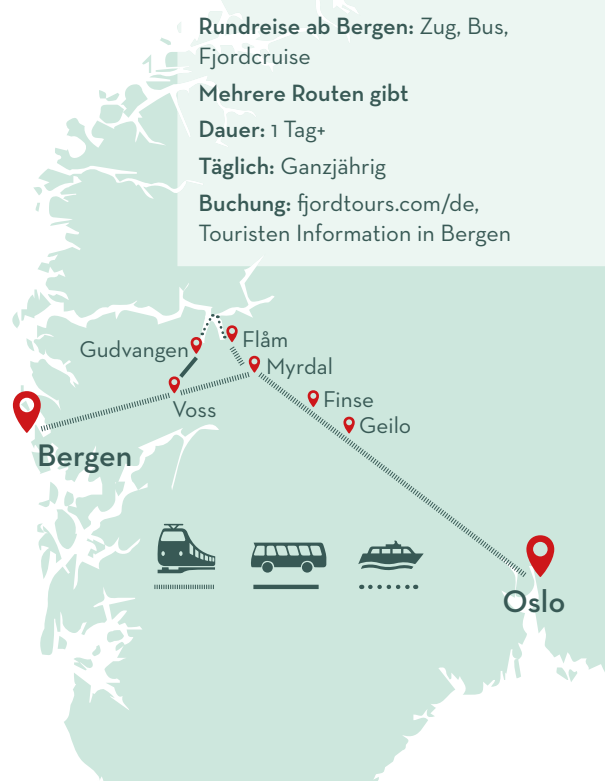 Rundreise ab Bergen: Zug, Bus,
Fjordcruise
Mehrere Routen gibt
Dauer: 1 Tag+
Täglich: Ganzjährig
Buchung: fjordtours.com/de,
Touristen Information in Bergen
Flåm
Gudvangen
Myrdal
Finse
Voss
Geilo
Bergen
Oslo